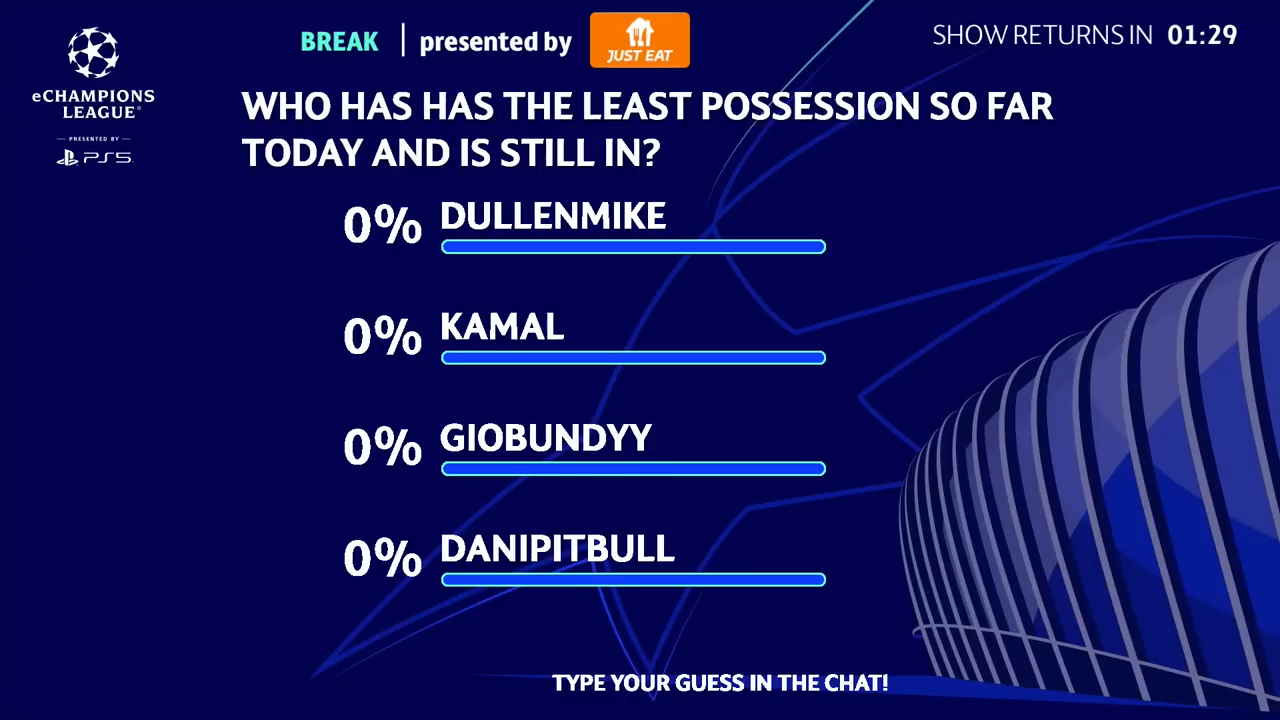 BREAK | presented by JUST EAT
SHOW RETURNS IN 01:29
eCHAMPIONS
LEAGUE®
PRESENTED BY
PS5
WHO HAS HAS THE LEAST POSSESSION SO FAR
TODAY AND IS STILL IN?
0% DULLENMIKE
0% KAMAL
0% GIOBUNDYY
0% DANIPITBULL
TYPE YOUR GUESS IN THE CHAT!